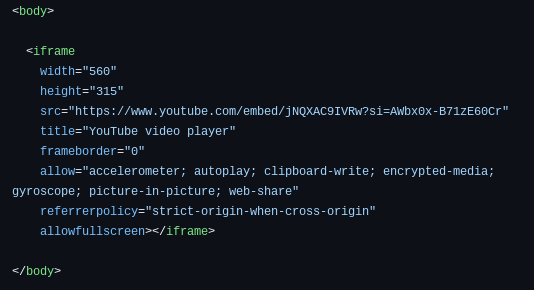 <body>
<iframe
width="560"
height="315"
src="https://www.youtube.com/embed/jNQXAC9IVRw?si=AWbx0x-B71zE60Cr"
title="YouTube video player"
frameborder="0"
allow="accelerometer; autoplay; clipboard-write; encrypted-media;
gyroscope; picture-in-picture; web-share"
referrerpolicy="strict-origin-when-cross-origin"
allowfullscreen></iframe>
</body>